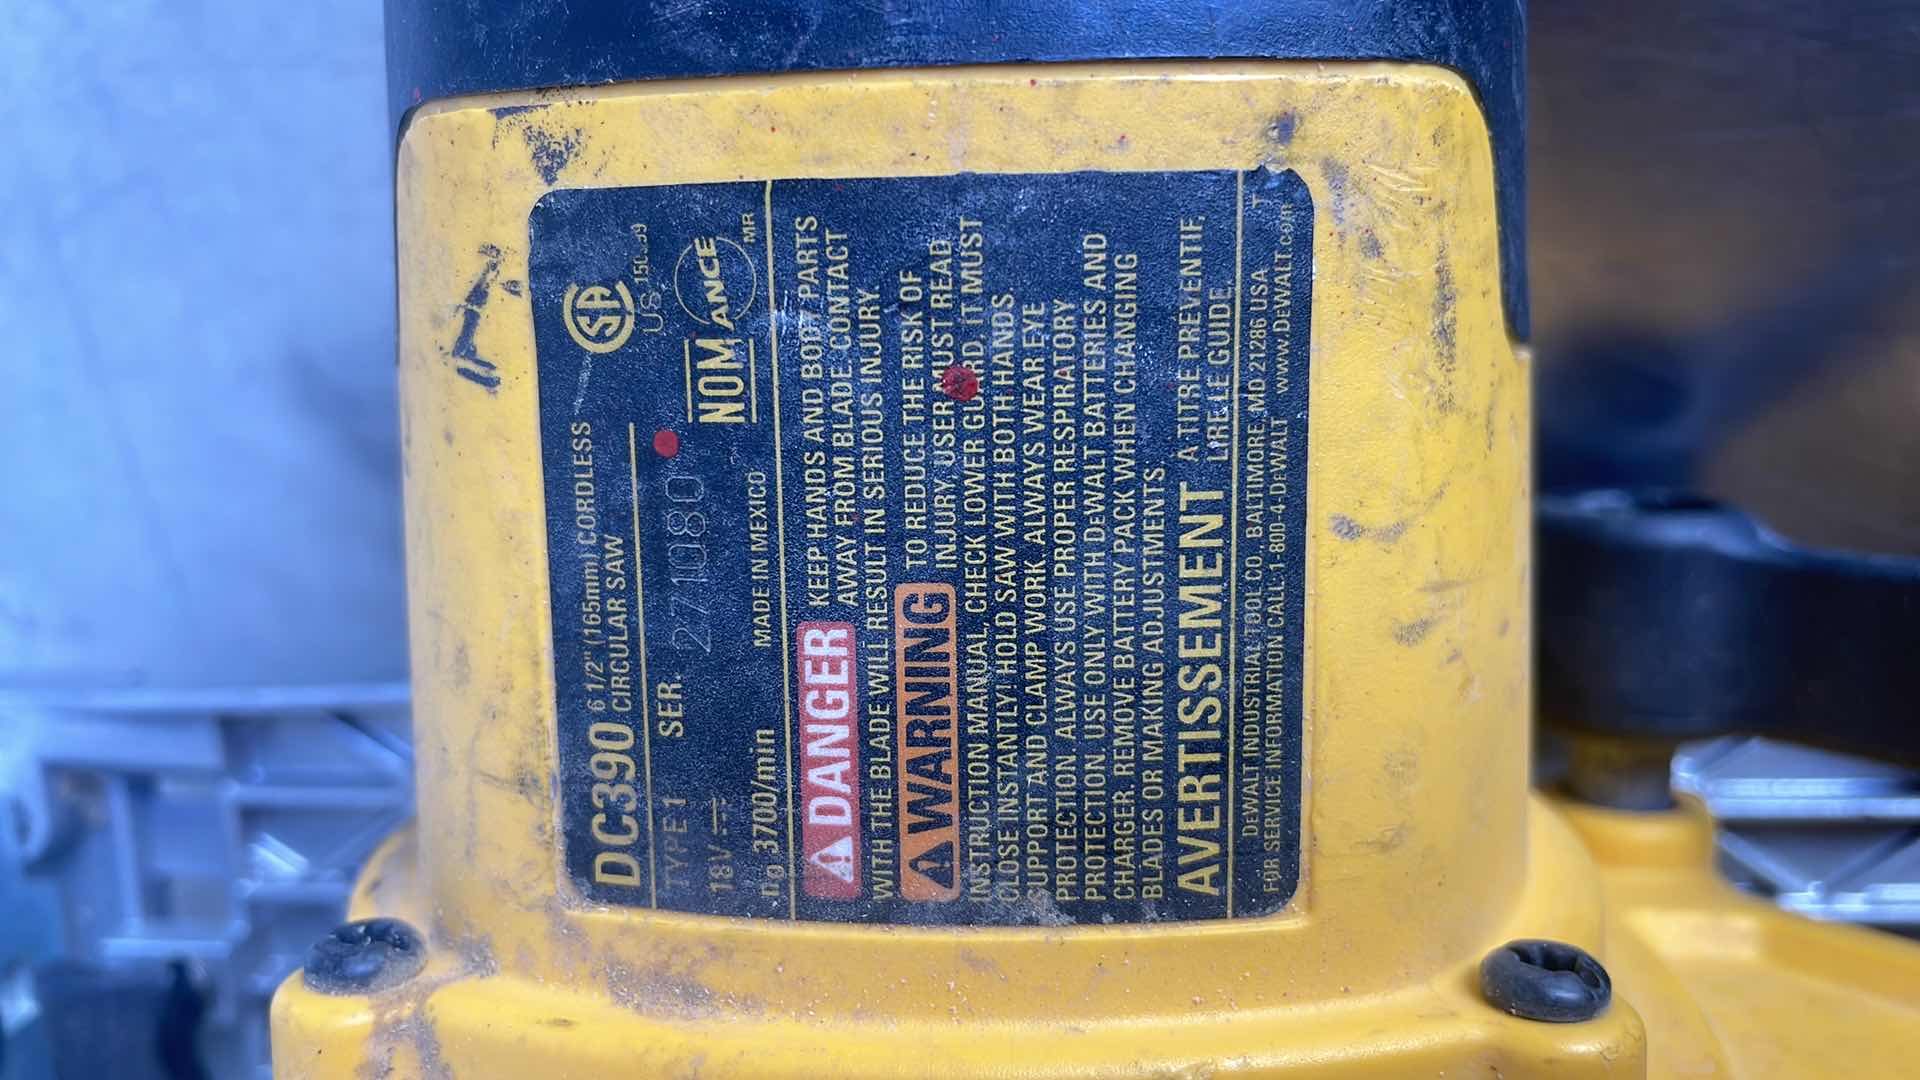 DC390 6 1/2" (165mm) CORDLESS
CIRCULAR SAW
TYPE 1 SER. 271080
18V
no 3700/min
MADE IN MEXICO
SA
US
NOM
ANCE
MR
DANGER KEEP HANDS AND BODY PARTS
AWAY FROM BLADE. CONTACT
WITH THE BLADE WILL RESULT IN SERIOUS INJURY.
WARNING TO REDUCE THE RISK OF
INJURY, USER MUST READ
INSTRUCTION MANUAL, CHECK LOWER GUARD. IT MUST
CLOSE INSTANTLY! HOLD SAW WITH BOTH HANDS
SUPPORT AND CLAMP WORK. ALWAYS WEAR EYE
PROTECTION. ALWAYS USE PROPER RESPIRATORY
PROTECTION. USE ONLY WITH DEWALT BATTERIES AND
CHARGER. REMOVE BATTERY PACK WHEN CHANGING
BLADES OR MAKING ADJUSTMENTS.
AVERTISSEMENT A TITRE PREVENTIF,
LIRE LE GUIDE.
DEWALT INDUSTRIAL TOOL CO., BALTIMORE, MD 21286 USA
FOR SERVICE INFORMATION CALL: 1-800-4-DEWALT www.DEWALT.com